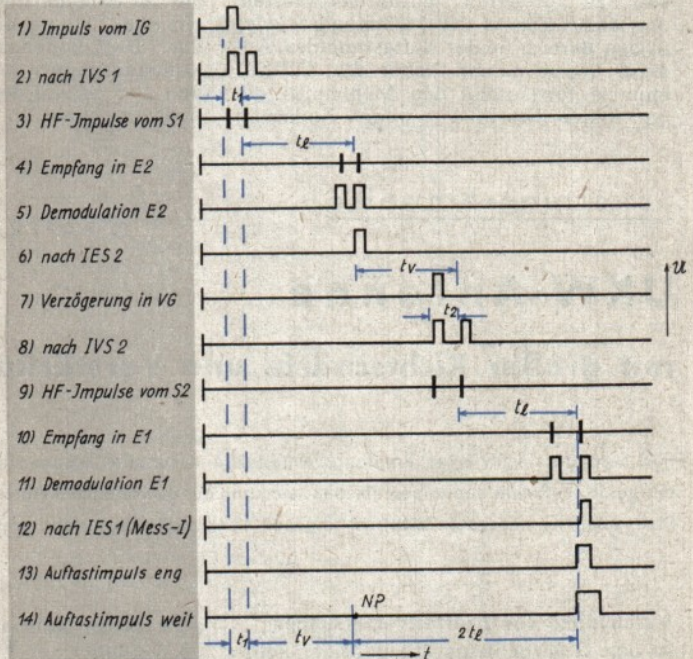 1) Jmpuls vom IG
2) nach IVS 1
t1
3) HF-Jmpulse vom S1
tl
4) Empfang in E2
5) Demodulation E2
6) nach IES 2
tv
7) Verzögerung in VG
U
t2
8) nach IVS 2
9) HF-Jmpulse vom S2
tl
10) Empfang in E1
11) Demodulation E1
12) nach IES 1 (Mess-I)
13) Auftastimpuls eng
NP
14) Auftastimpuls weit
t1 tv 2tl
t